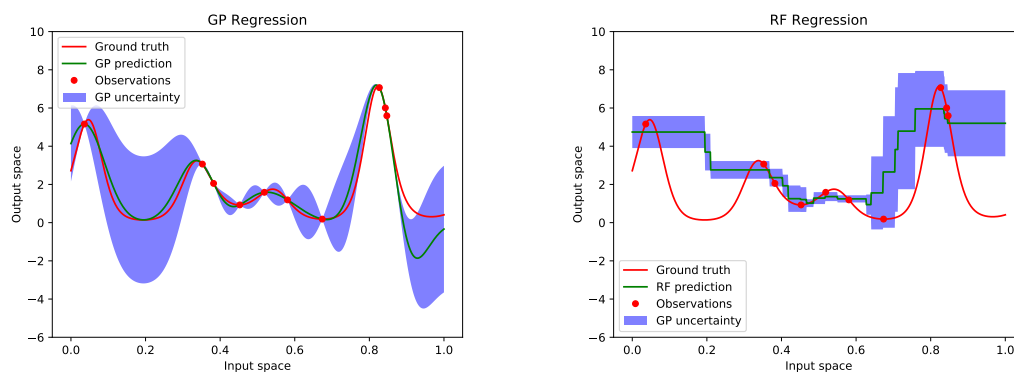 GP Regression
10
8
6
4
2
0
−2
−4
−6
Output space
Ground truth
GP prediction
Observations
GP uncertainty
0.0 0.2 0.4 0.6 0.8 1.0
Input space
RF Regression
10
8
6
4
2
0
−2
−4
−6
Output space
Ground truth
RF prediction
Observations
GP uncertainty
0.0 0.2 0.4 0.6 0.8 1.0
Input space